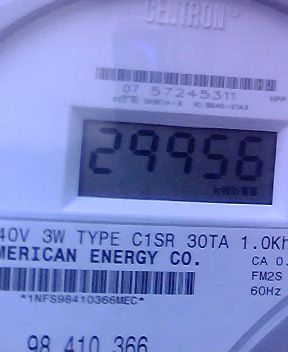 CENTRON®
07 57245311
29956
kWh
40V 3W TYPE C1SR 30TA 1.0Kh
MERICAN ENERGY CO.
CA 0.
FM2S
*1NFS98410366MEC*
60Hz
98 410 366